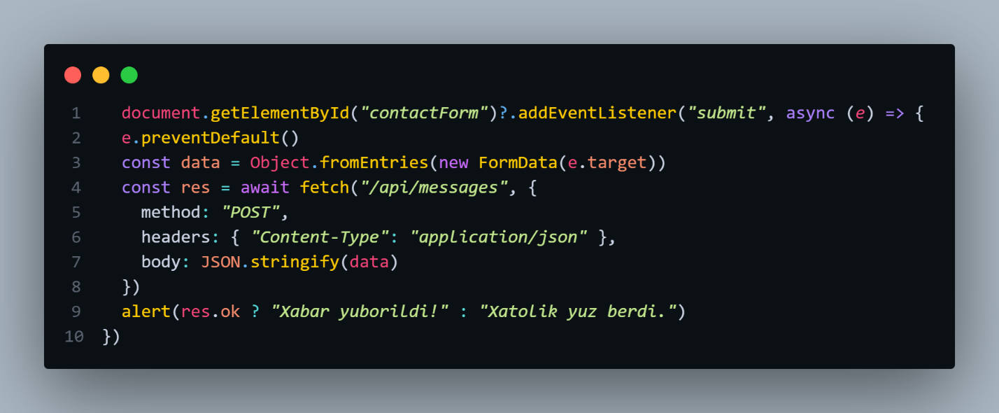 1 document.getElementById("contactForm")?.addEventListener("submit", async (e) => {
2 e.preventDefault()
3 const data = Object.fromEntries(new FormData(e.target))
4 const res = await fetch("/api/messages", {
5 method: "POST",
6 headers: { "Content-Type": "application/json" },
7 body: JSON.stringify(data)
8 })
9 alert(res.ok ? "Xabar yuborildi!" : "Xatolik yuz berdi.")
10 })